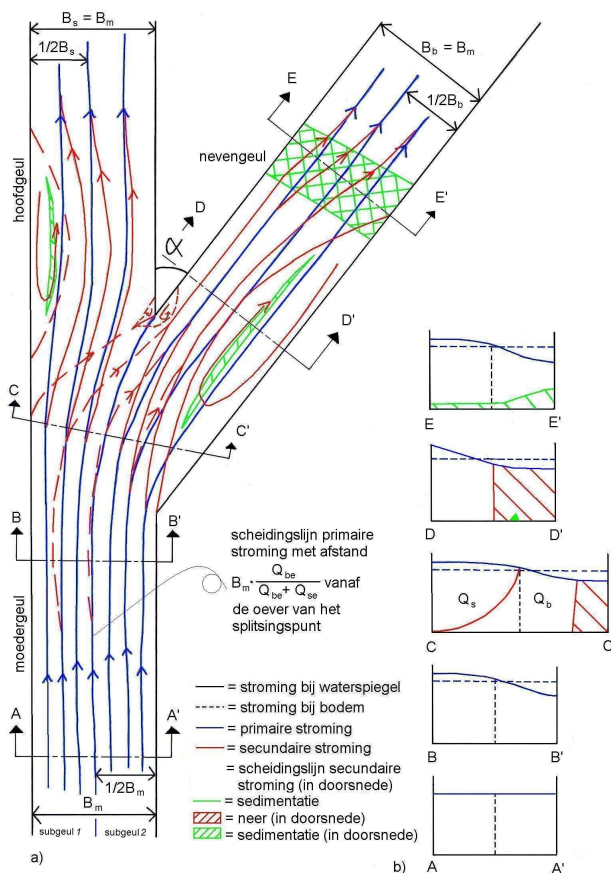 B_s = B_m
1/2B_s
hoofdgeul
B_b = B_m
1/2B_b
E
nevengeul
E'
D
α
D'
C
C'
B
B'
moedergeul
scheidingslijn primaire
stroming met afstand
B_m * Q_be / (Q_be + Q_se) vanaf
de oever van het
splitsingspunt
A
A'
1/2B_m
B_m
subgeul 1
subgeul 2
a)
= stroming bij waterspiegel
= stroming bij bodem
= primaire stroming
= secundaire stroming
= scheidingslijn secundaire
stroming (in doorsnede)
= sedimentatie
= neer (in doorsnede)
= sedimentatie (in doorsnede)
E E'
D D'
Q_s Q_b
C C'
B B'
b) A A'